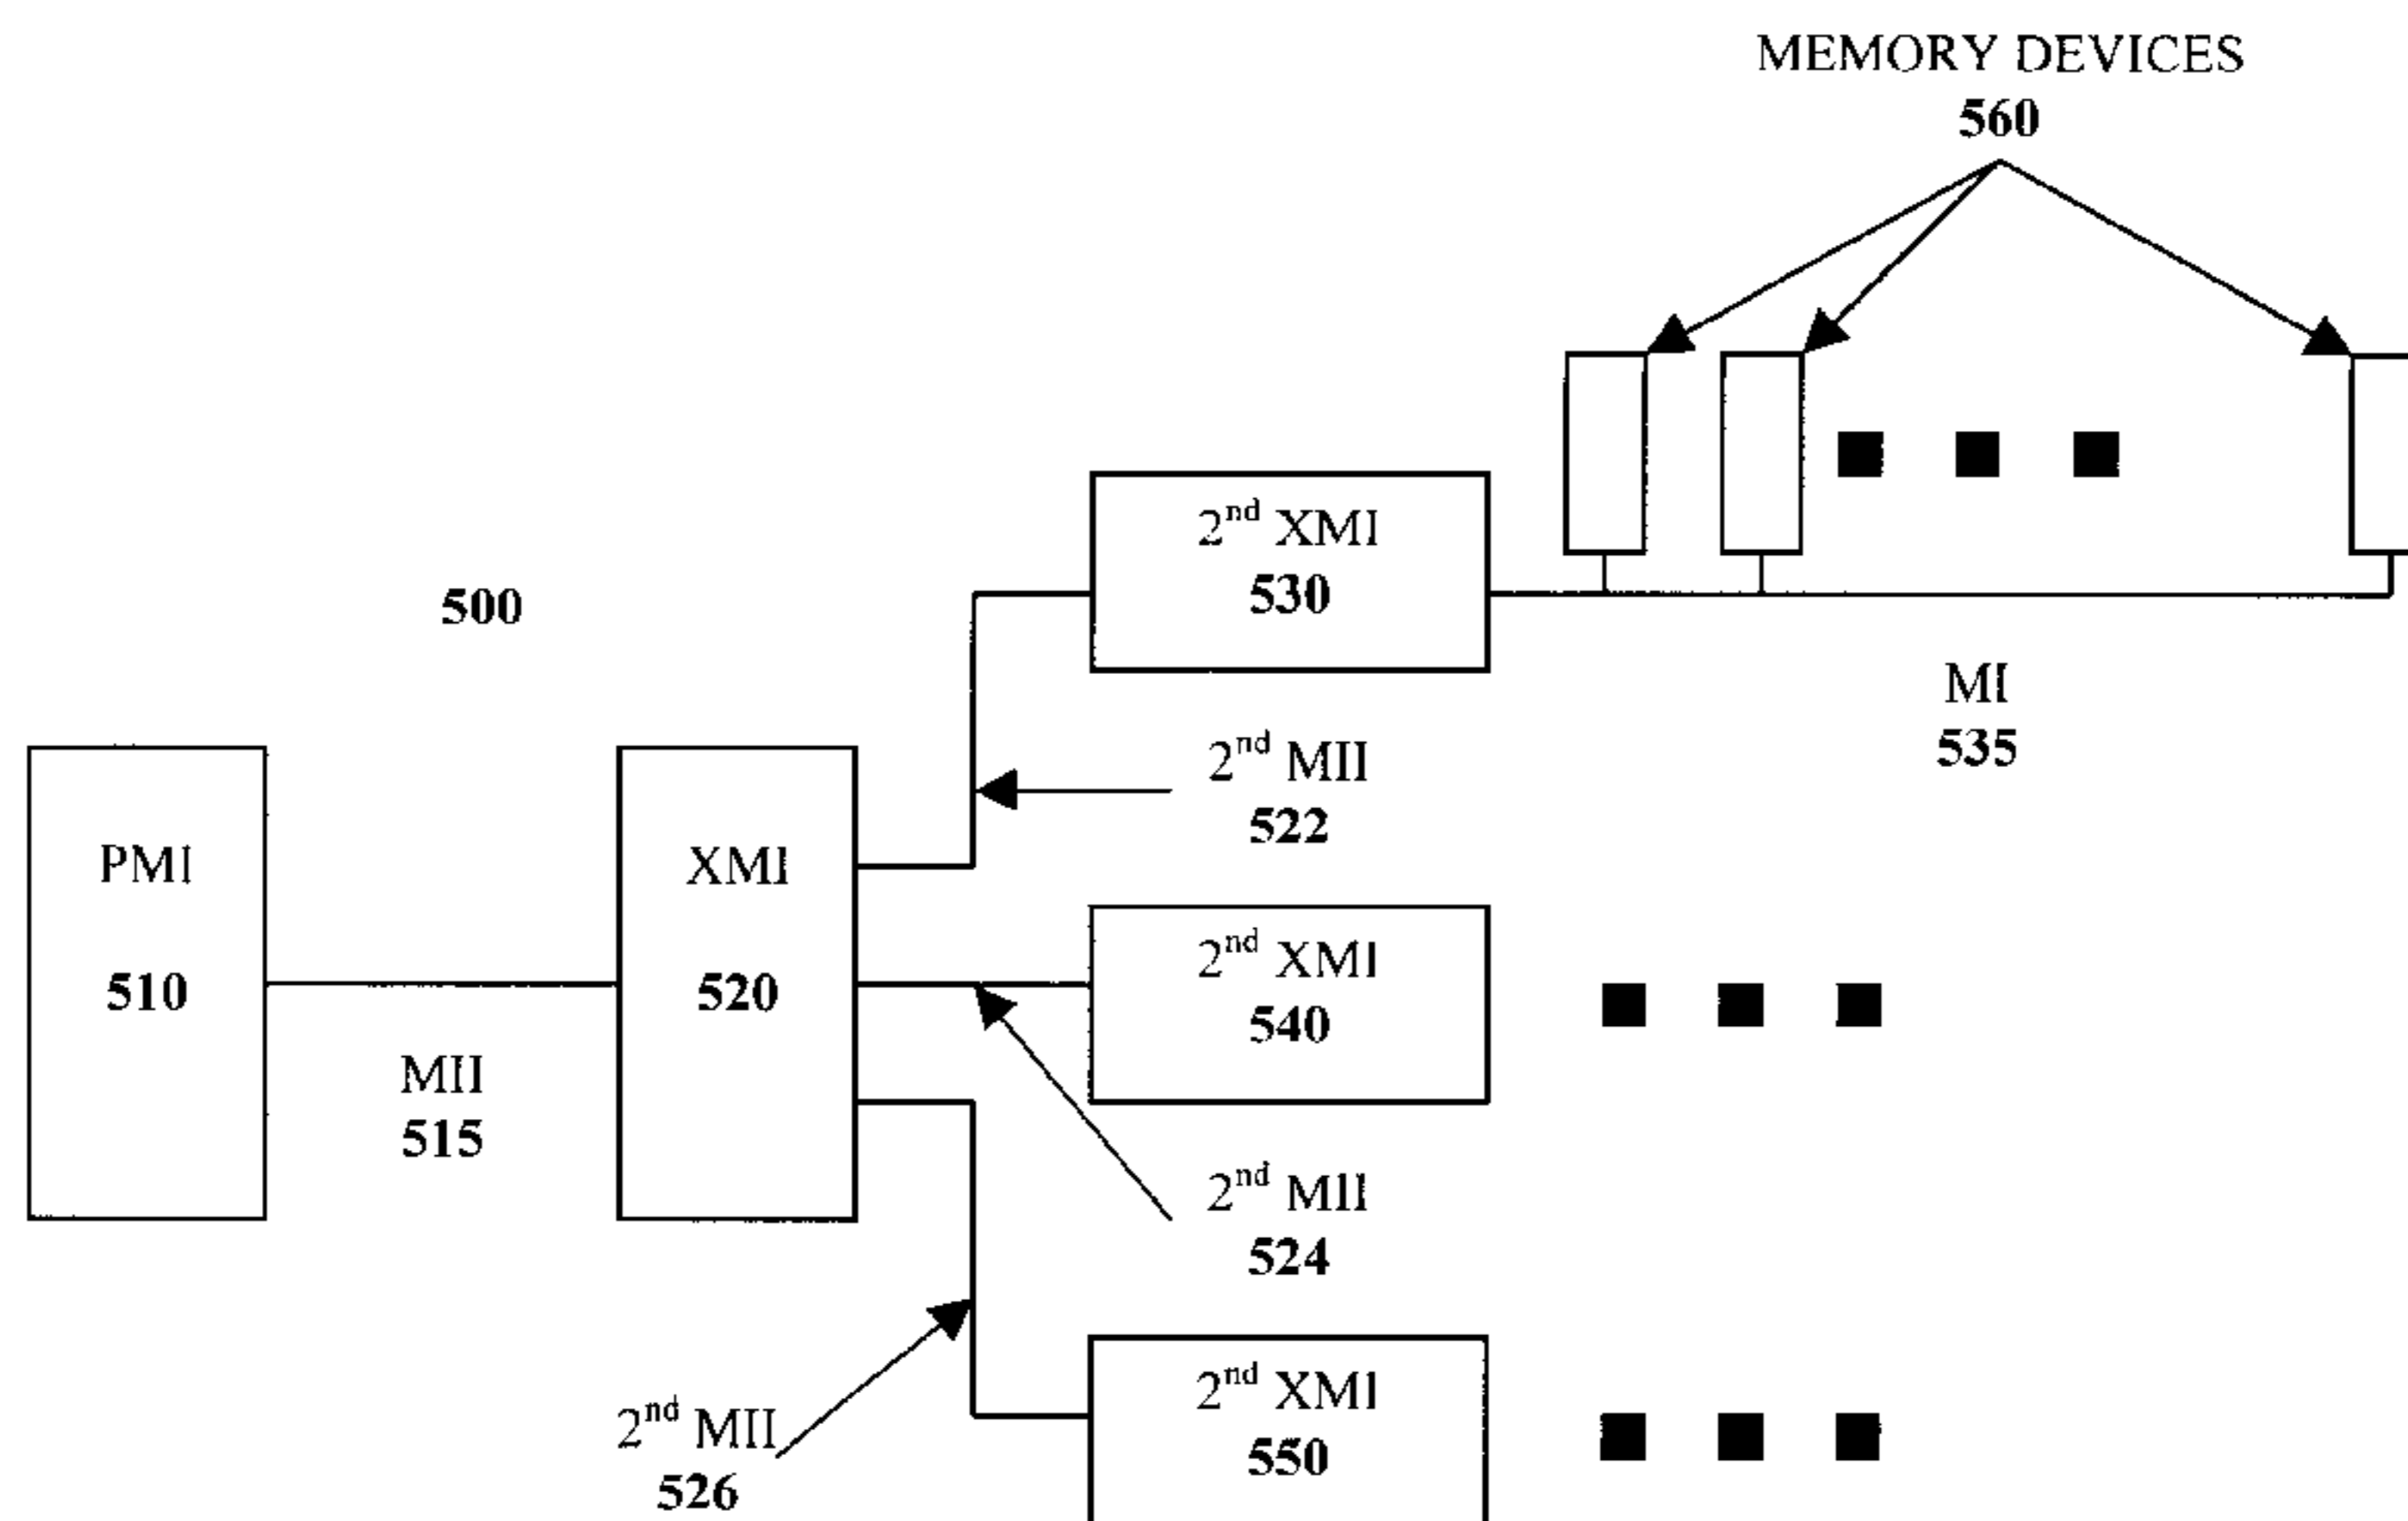 MEMORY DEVICES
560
2nd XMI
530
500
MI
535
2nd MII
522
PMI
510
XMI
520
2nd XMI
540
MII
515
2nd MII
524
2nd XMI
550
2nd MII
526